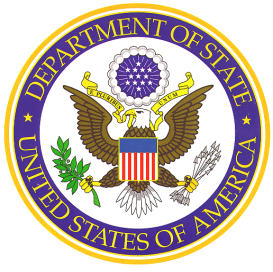 DEPARTMENT OF STATE
E PLURIBUS UNUM
UNITED STATES OF AMERICA